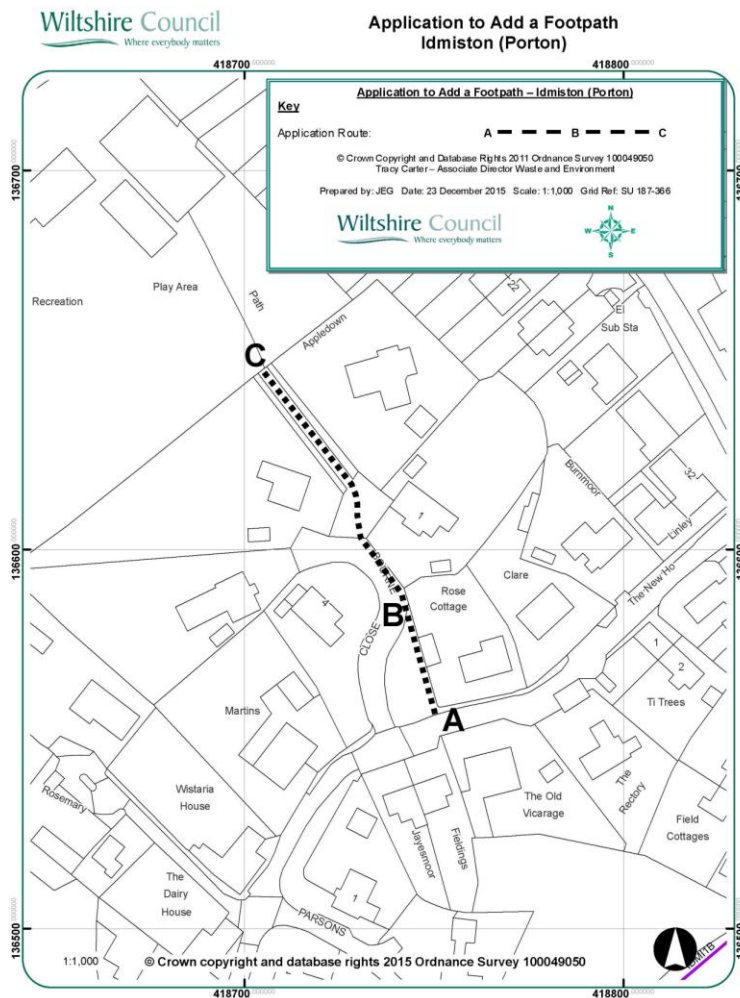 Wiltshire Council
Where everybody matters
Application to Add a Footpath
Idmiston (Porton)
418700
418800
Application to Add a Footpath – Idmiston (Porton)
Key
Application Route:
A B C
© Crown Copyright and Database Rights 2011 Ordnance Survey 100049050
Tracy Carter – Associate Director Waste and Environment
Prepared by: JEG Date: 23 December 2015 Scale: 1:1,000 Grid Ref: SU 187-366
Wiltshire Council
Where everybody matters
N
W E
S
136700
136700
Recreation
Play Area
Path
Appledown
22
El
Sub Sta
C
Burnmoor
32
Linley
1
136600
136600
Clare
The New Ho
Rose
Cottage
B
4
CLOSE
1
2
Ti Trees
A
Martins
Wistaria
House
Rosemary
The Old
Vicarage
The
Rectory
Field
Cottages
Jayesmoor
Fieldings
The
Dairy
House
1
PARSONS
136500
136500
1:1,000
© Crown copyright and database rights 2015 Ordnance Survey 100049050
418700
418800